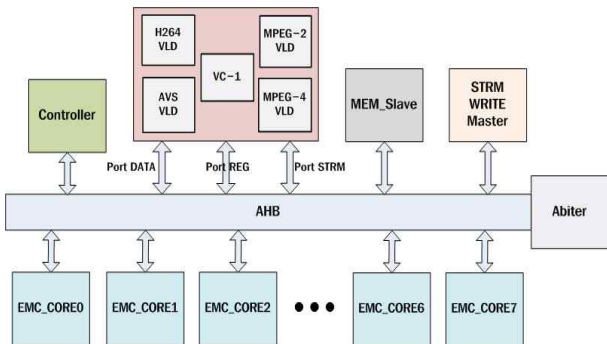 H264
VLD
MPEG-2
VLD
VC-1
AVS
VLD
MPEG-4
VLD
Controller
MEM_Slave
STRM
WRITE
Master
Port DATA
Port REG
Port STRM
AHB
Abiter
EMC_CORE0
EMC_CORE1
EMC_CORE2
EMC_CORE6
EMC_CORE7